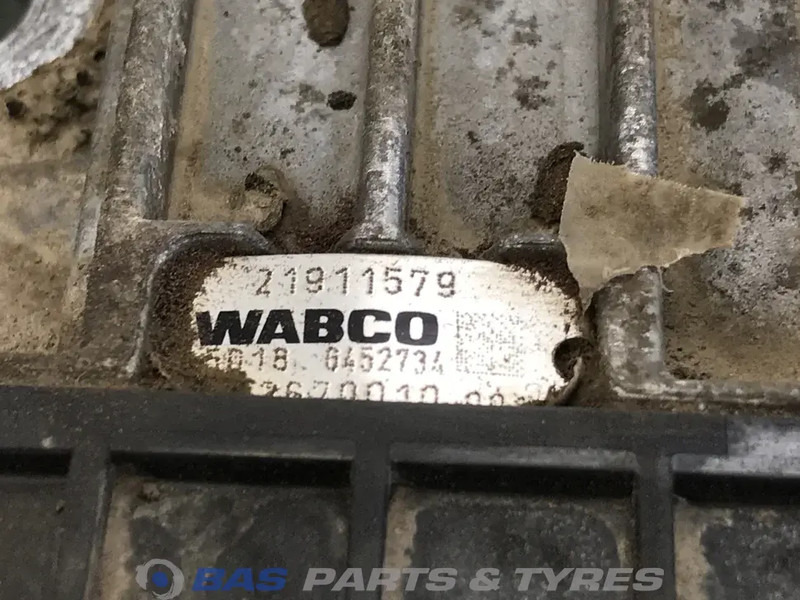 21911579
WABCO
6452734
BAS PARTS & TYRES